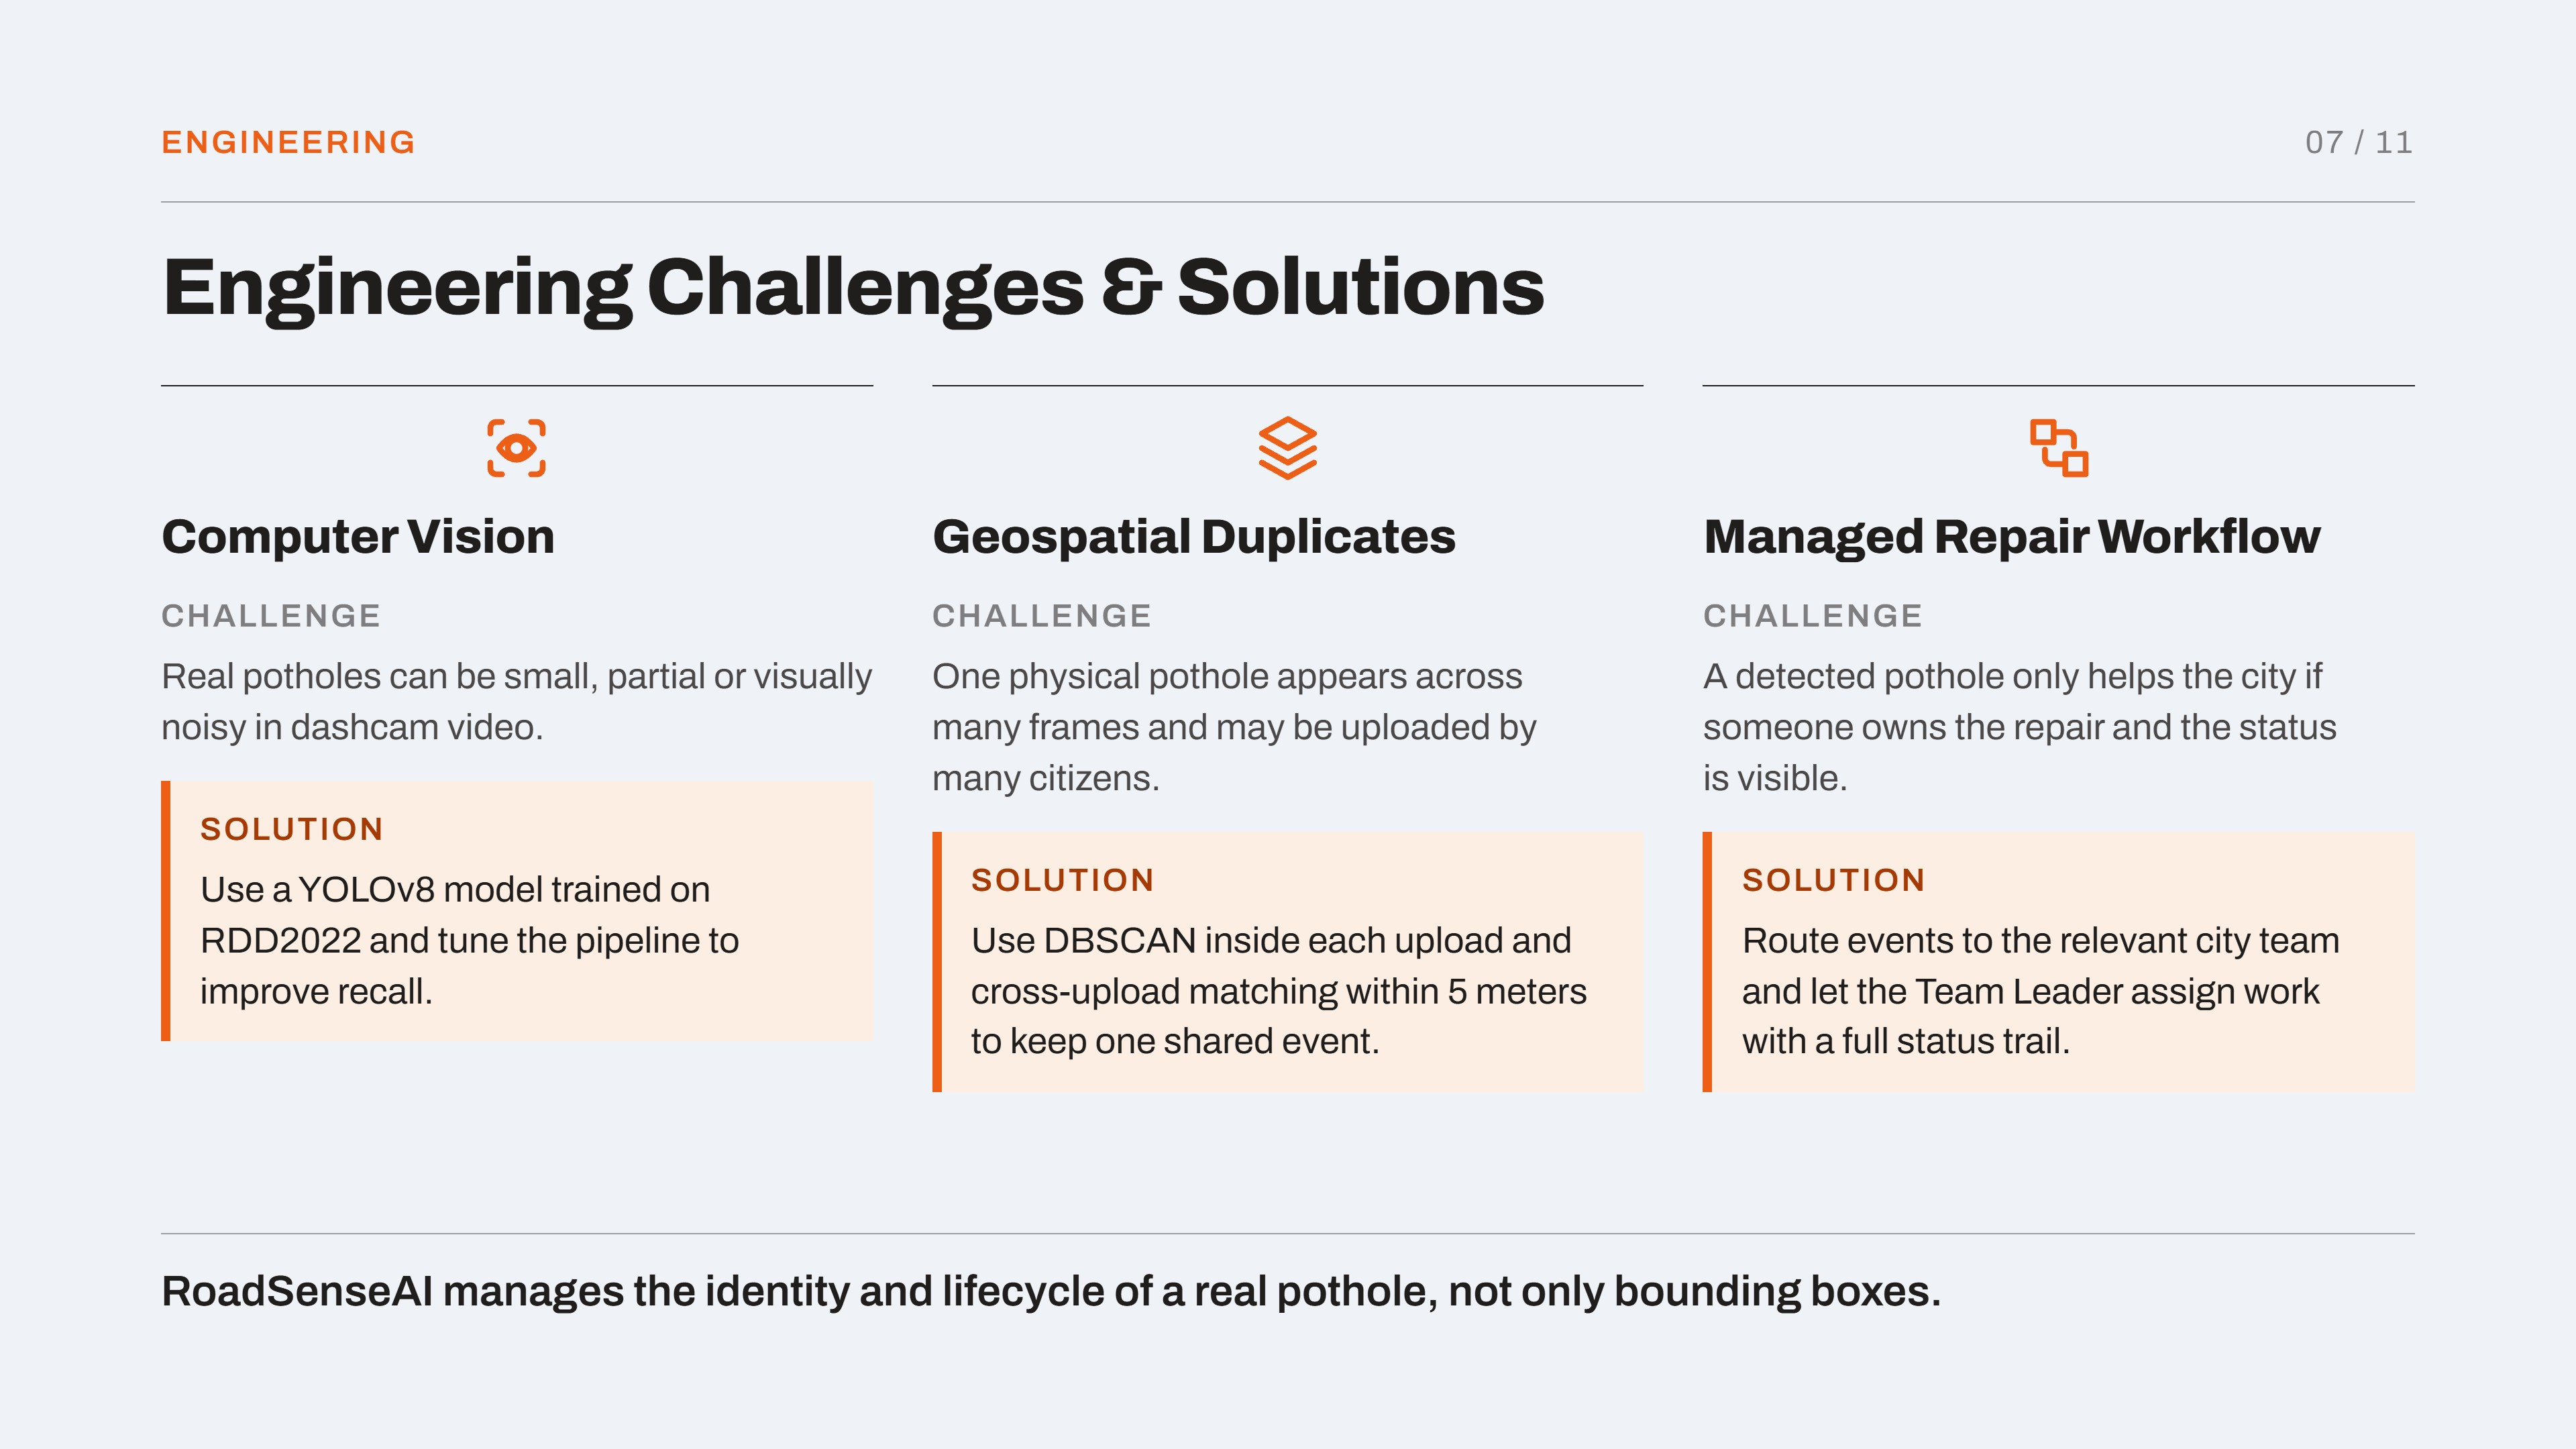 ENGINEERING
07 / 11
Engineering Challenges & Solutions
Computer Vision
CHALLENGE
Real potholes can be small, partial or visually
noisy in dashcam video.
SOLUTION
Use a YOLOv8 model trained on
RDD2022 and tune the pipeline to
improve recall.
Geospatial Duplicates
CHALLENGE
One physical pothole appears across
many frames and may be uploaded by
many citizens.
SOLUTION
Use DBSCAN inside each upload and
cross-upload matching within 5 meters
to keep one shared event.
Managed Repair Workflow
CHALLENGE
A detected pothole only helps the city if
someone owns the repair and the status
is visible.
SOLUTION
Route events to the relevant city team
and let the Team Leader assign work
with a full status trail.
RoadSenseAI manages the identity and lifecycle of a real pothole, not only bounding boxes.